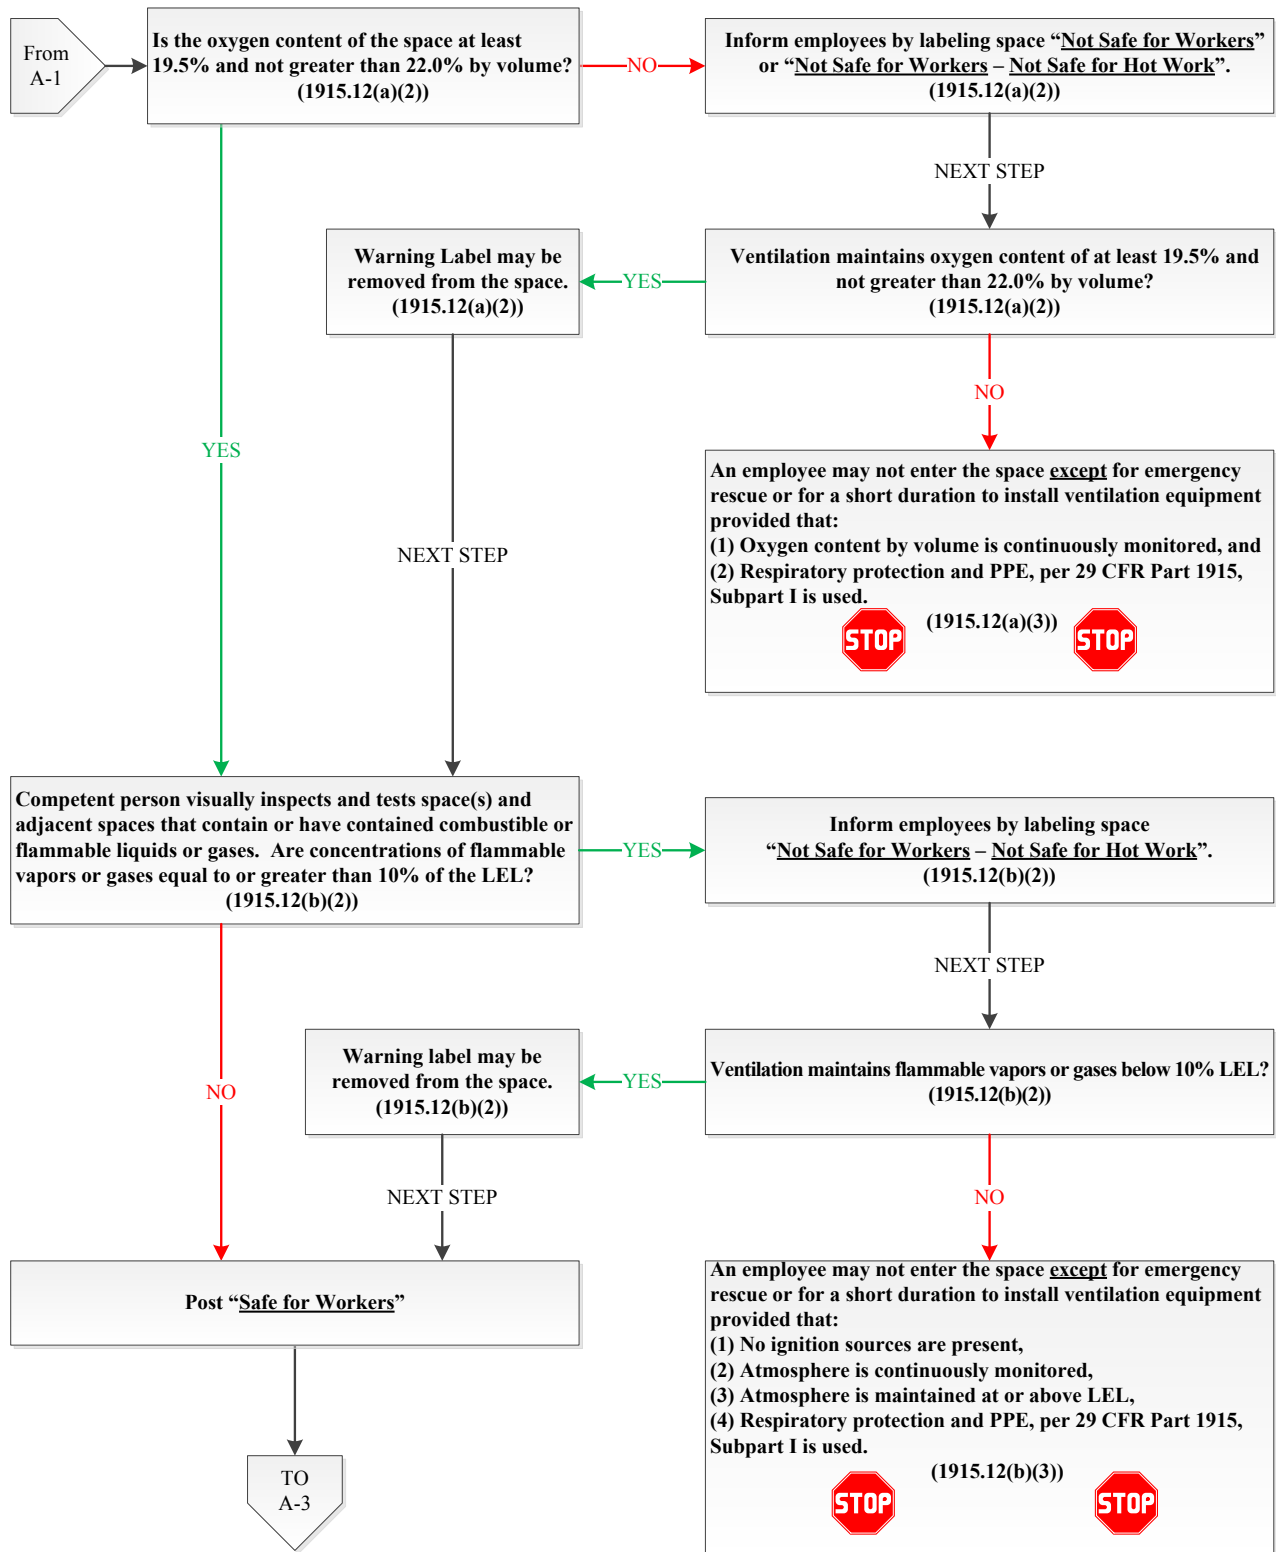 From
A-1
Is the oxygen content of the space at least
19.5% and not greater than 22.0% by volume?
(1915.12(a)(2))
NO
Inform employees by labeling space “Not Safe for Workers”
or “Not Safe for Workers – Not Safe for Hot Work”.
(1915.12(a)(2))
NEXT STEP
Ventilation maintains oxygen content of at least 19.5% and
not greater than 22.0% by volume?
(1915.12(a)(2))
YES
Warning Label may be
removed from the space.
(1915.12(a)(2))
NO
YES
NEXT STEP
An employee may not enter the space except for emergency
rescue or for a short duration to install ventilation equipment
provided that:
(1) Oxygen content by volume is continuously monitored, and
(2) Respiratory protection and PPE, per 29 CFR Part 1915,
Subpart I is used.
(1915.12(a)(3))
STOP
STOP
Competent person visually inspects and tests space(s) and
adjacent spaces that contain or have contained combustible or
flammable liquids or gases.  Are concentrations of flammable
vapors or gases equal to or greater than 10% of the LEL?
(1915.12(b)(2))
YES
Inform employees by labeling space
“Not Safe for Workers – Not Safe for Hot Work”.
(1915.12(b)(2))
NEXT STEP
Ventilation maintains flammable vapors or gases below 10% LEL?
(1915.12(b)(2))
YES
Warning label may be
removed from the space.
(1915.12(b)(2))
NO
NEXT STEP
NO
Post “Safe for Workers”
An employee may not enter the space except for emergency
rescue or for a short duration to install ventilation equipment
provided that:
(1) No ignition sources are present,
(2) Atmosphere is continuously monitored,
(3) Atmosphere is maintained at or above LEL,
(4) Respiratory protection and PPE, per 29 CFR Part 1915,
Subpart I is used.
(1915.12(b)(3))
STOP
STOP
TO
A-3